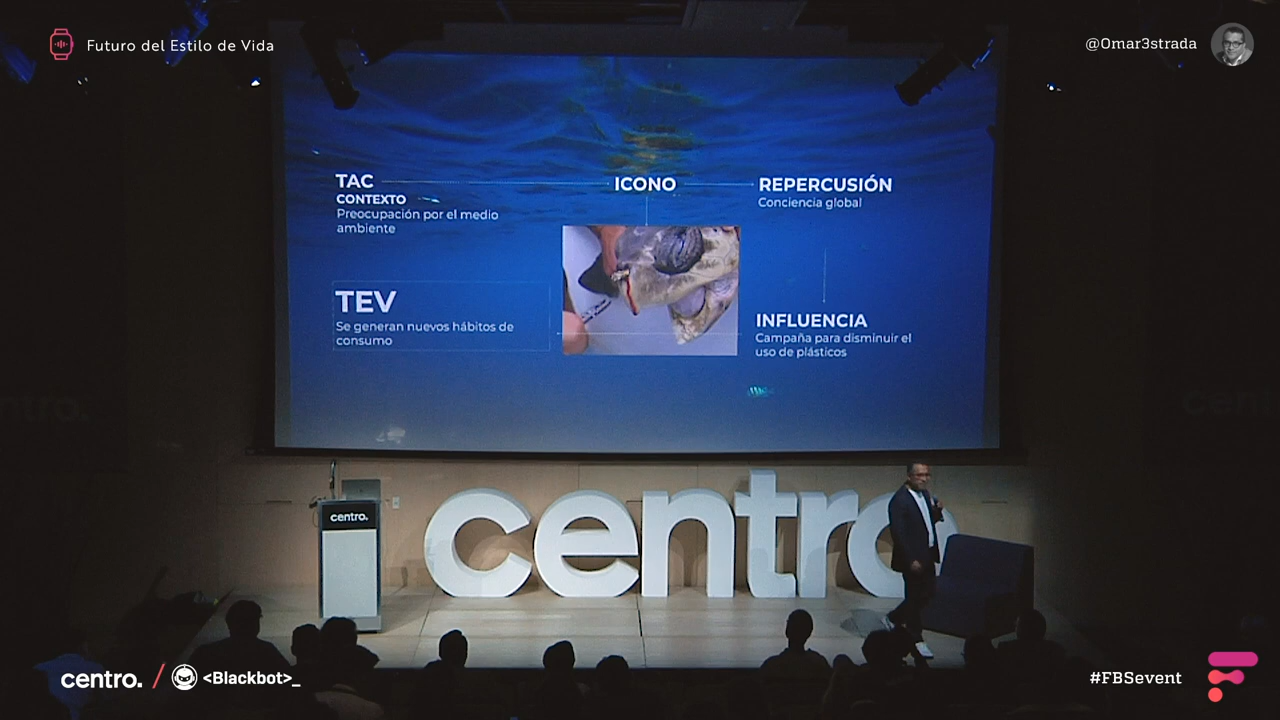 Futuro del Estilo de Vida
@Omar3strada
TAC
CONTEXTO
Preocupación por el medio
ambiente
ICONO
REPERCUSIÓN
Conciencia global
TEV
Se generan nuevos hábitos de
consumo
INFLUENCIA
Campaña para disminuir el
uso de plásticos
centro.
centro
centro. / <Blackbot>_
#FBSevent